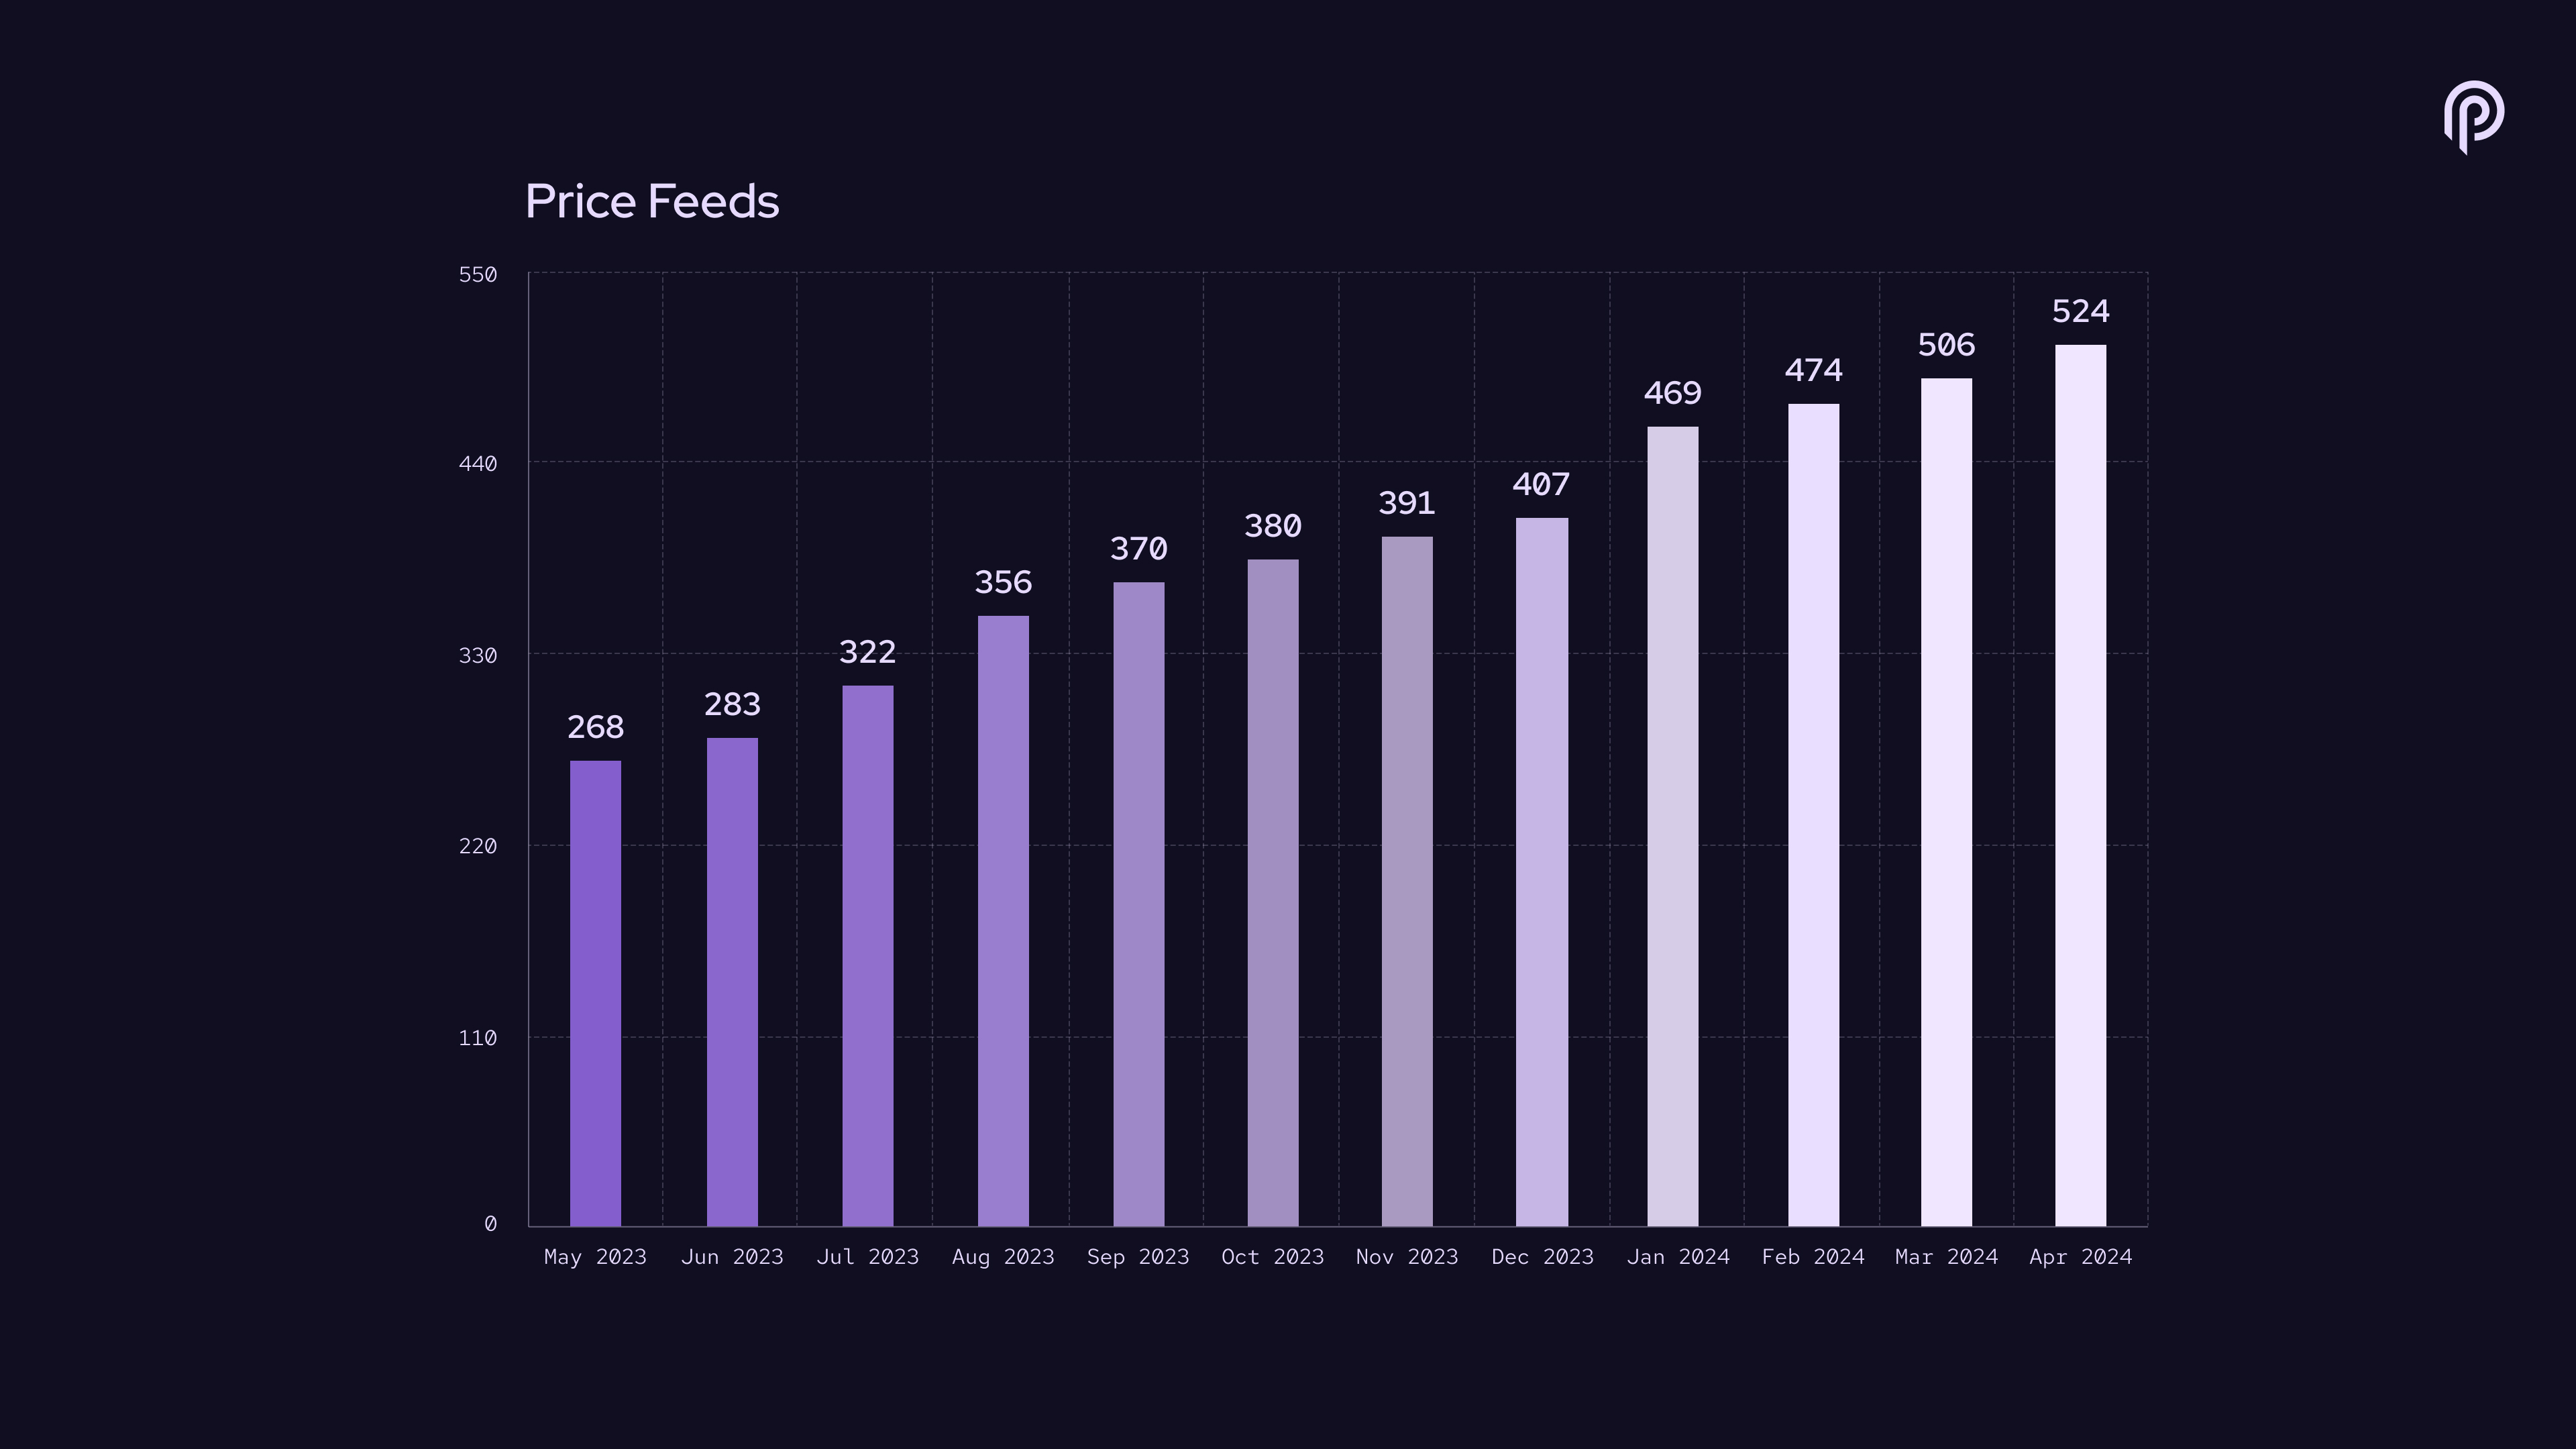 Price Feeds
550
440
330
220
110
0
268
283
322
356
370
380
391
407
469
474
506
524
May 2023
Jun 2023
Jul 2023
Aug 2023
Sep 2023
Oct 2023
Nov 2023
Dec 2023
Jan 2024
Feb 2024
Mar 2024
Apr 2024